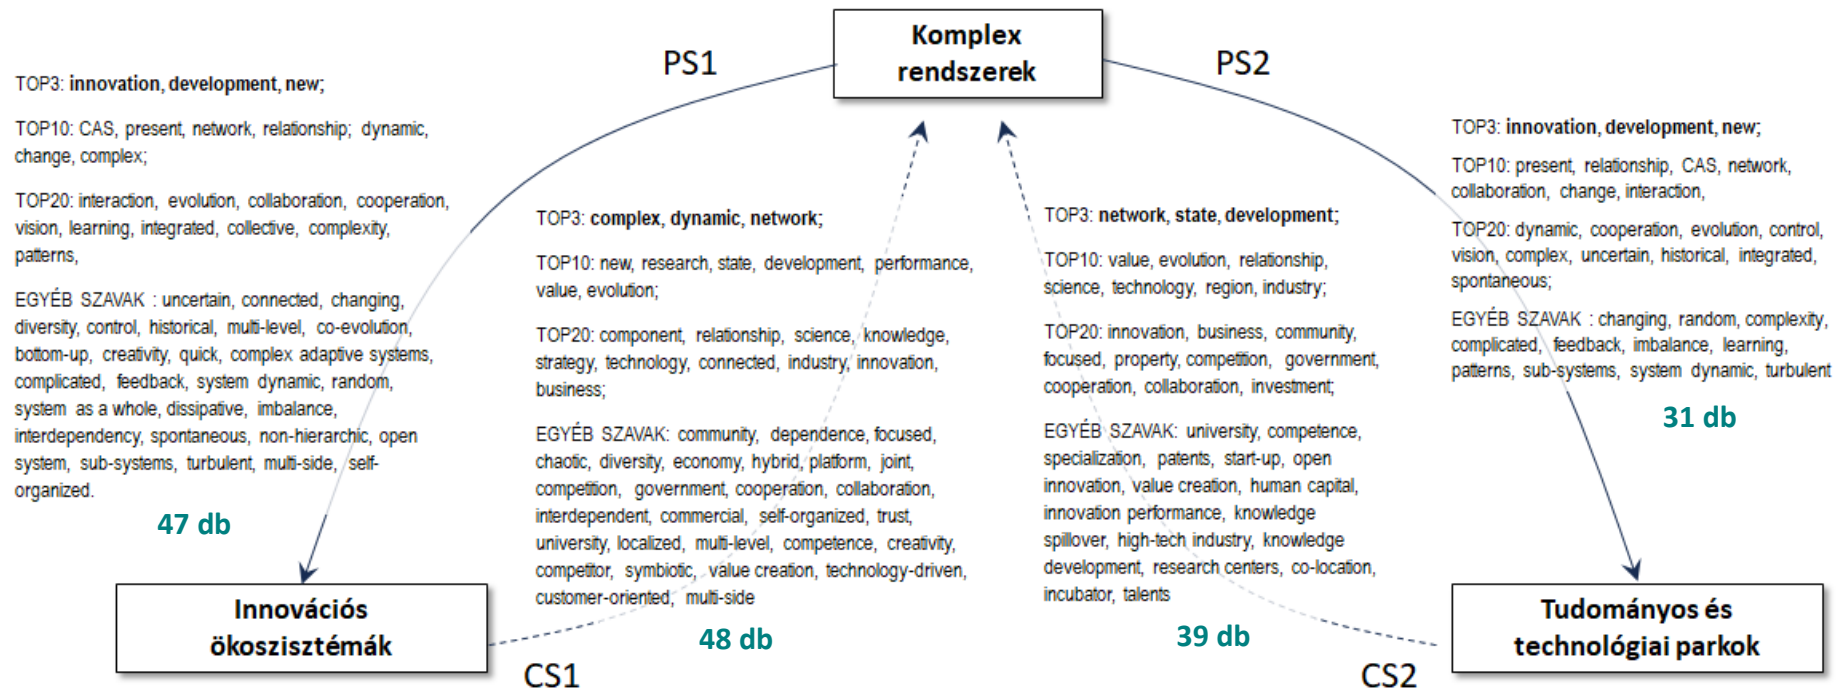 Komplex
rendszerek
PS1
PS2
TOP3: innovation, development, new;
TOP10: CAS, present, network, relationship; dynamic,
change, complex;
TOP20: interaction, evolution, collaboration, cooperation,
vision, learning, integrated, collective, complexity,
patterns,
EGYÉB SZAVAK : uncertain, connected, changing,
diversity, control, historical, multi-level, co-evolution,
bottom-up, creativity, quick, complex adaptive systems,
complicated, feedback, system dynamic, random,
system as a whole, dissipative, imbalance,
interdependency, spontaneous, non-hierarchic, open
system, sub-systems, turbulent, multi-side, self-
organized.
47 db
TOP3: complex, dynamic, network;
TOP10: new, research, state, development, performance,
value, evolution;
TOP20: component, relationship, science, knowledge,
strategy, technology, connected, industry, innovation,
business;
EGYÉB SZAVAK: community, dependence, focused,
chaotic, diversity, economy, hybrid, platform, joint,
competition, government, cooperation, collaboration,
interdependent, commercial, self-organized, trust,
university, localized, multi-level, competence, creativity,
competitor, symbiotic, value creation, technology-driven,
customer-oriented, multi-side
48 db
TOP3: network, state, development;
TOP10: value, evolution, relationship,
science, technology, region, industry;
TOP20: innovation, business, community,
focused, property, competition, government,
cooperation, collaboration, investment;
EGYÉB SZAVAK: university, competence,
specialization, patents, start-up, open
innovation, value creation, human capital,
innovation performance, knowledge
spillover, high-tech industry, knowledge
development, research centers, co-location,
incubator, talents
39 db
TOP3: innovation, development, new;
TOP10: present, relationship, CAS, network,
collaboration, change, interaction,
TOP20: dynamic, cooperation, evolution, control,
vision, complex, uncertain, historical, integrated,
spontaneous;
EGYÉB SZAVAK : changing, random, complexity,
complicated, feedback, imbalance, learning,
patterns, sub-systems, system dynamic, turbulent
31 db
Innovációs
ökoszisztémák
CS1
CS2
Tudományos és
technológiai parkok